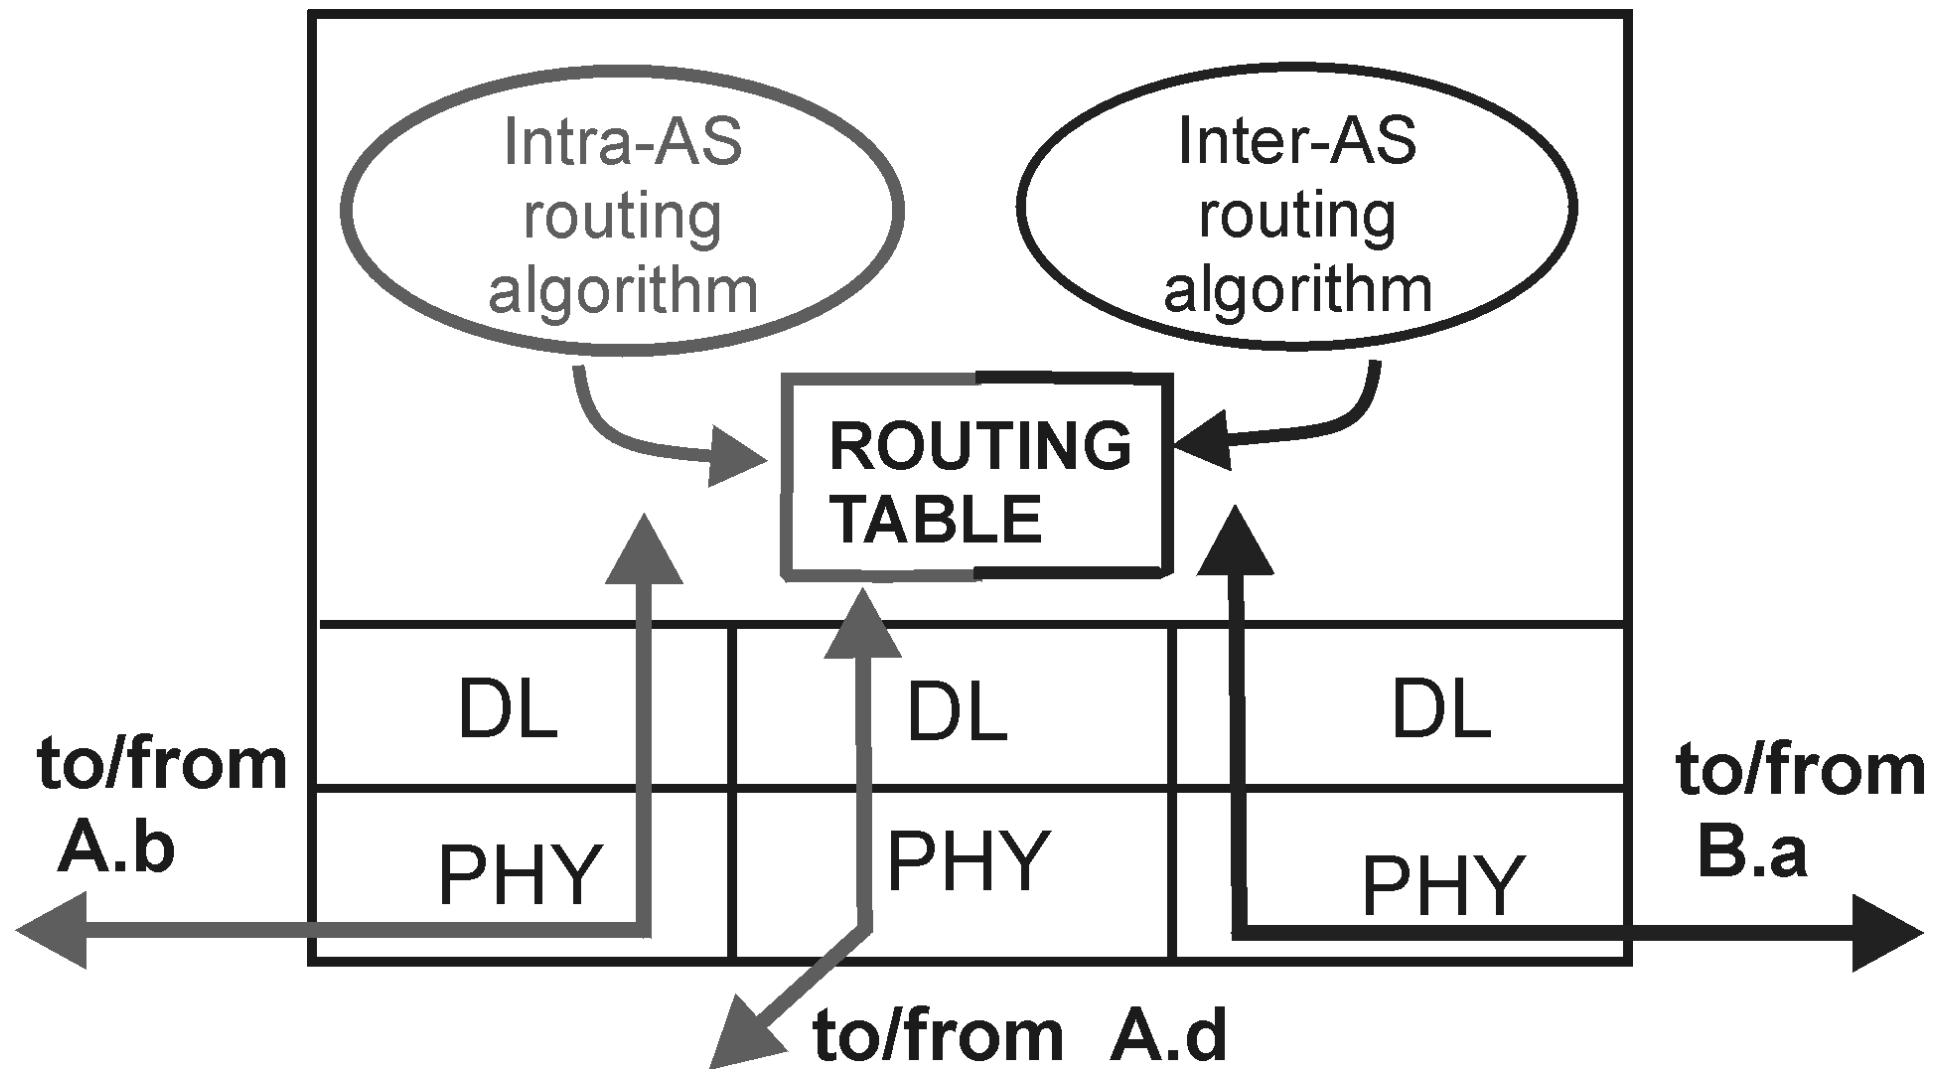 Intra-AS
routing
algorithm
Inter-AS
routing
algorithm
ROUTING
TABLE
DL
DL
DL
to/from
A.b
to/from
B.a
PHY
PHY
PHY
to/from A.d